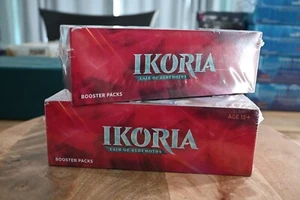 IKORIA
LAIR OF BEHEMOTHS
BOOSTER PACKS
IKORIA
LAIR OF BEHEMOTHS
AGE 13+
BOOSTER PACKS